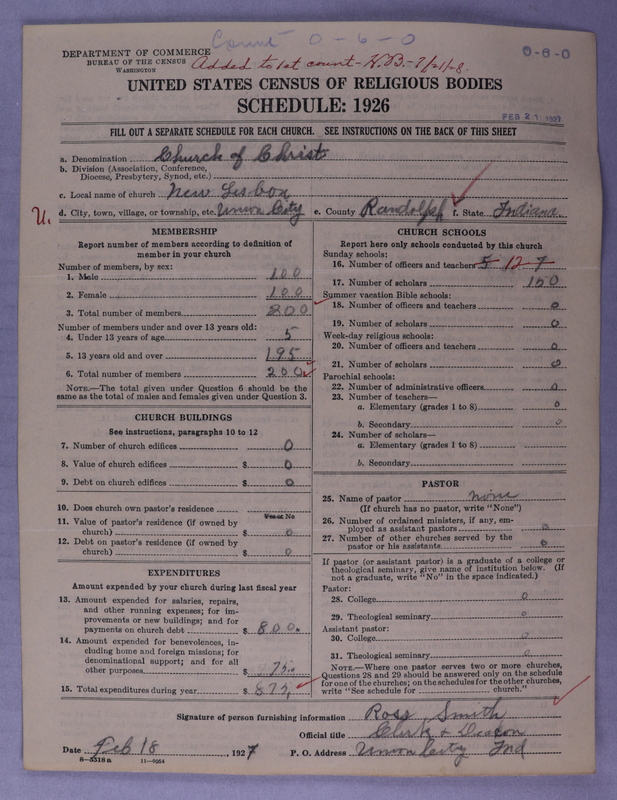 Count 0-6-0
0-6-0
DEPARTMENT OF COMMERCE
BUREAU OF THE CENSUS
WASHINGTON
Added to 1st count - H.B. - 7/21/28.
UNITED STATES CENSUS OF RELIGIOUS BODIES
SCHEDULE: 1926
FEB 21 1927
FILL OUT A SEPARATE SCHEDULE FOR EACH CHURCH. SEE INSTRUCTIONS ON THE BACK OF THIS SHEET
a. Denomination Church of Christ
b. Division (Association, Conference,
Diocese, Presbytery, Synod, etc.)
c. Local name of church New Lisbon
U. d. City, town, village, or township, etc. Union City e. County Randolph f. State Indiana
MEMBERSHIP
Report number of members according to definition of
member in your church
Number of members, by sex:
1. Male 100
2. Female 100
3. Total number of members 200
Number of members under and over 13 years old:
4. Under 13 years of age 5
5. 13 years old and over 195
6. Total number of members 200
NOTE.—The total given under Question 6 should be the
same as the total of males and females given under Question 3.
CHURCH BUILDINGS
See instructions, paragraphs 10 to 12
7. Number of church edifices 0
8. Value of church edifices $ 0
9. Debt on church edifices $ 0
10. Does church own pastor's residence
Yes or No
11. Value of pastor's residence (if owned by
church) $ 0
12. Debt on pastor's residence (if owned by
church) $ 0
EXPENDITURES
Amount expended by your church during last fiscal year
13. Amount expended for salaries, repairs,
and other running expenses; for im-
provements or new buildings; and for
payments on church debt $ 800.
14. Amount expended for benevolences, in-
cluding home and foreign missions; for
denominational support; and for all
other purposes $ 75.
15. Total expenditures during year $ 875.
CHURCH SCHOOLS
Report here only schools conducted by this church
Sunday schools:
16. Number of officers and teachers 5 12 7
17. Number of scholars 150
Summer vacation Bible schools:
18. Number of officers and teachers 0
19. Number of scholars 0
Week-day religious schools:
20. Number of officers and teachers 0
21. Number of scholars 0
Parochial schools:
22. Number of administrative officers 0
23. Number of teachers—
a. Elementary (grades 1 to 8) 0
b. Secondary 0
24. Number of scholars—
a. Elementary (grades 1 to 8)
b. Secondary
PASTOR
25. Name of pastor none
(If church has no pastor, write "None")
26. Number of ordained ministers, if any, em-
ployed as assistant pastors 0
27. Number of other churches served by the
pastor or his assistants 0
If pastor (or assistant pastor) is a graduate of a college or
theological seminary, give name of institution below. (If
not a graduate, write "No" in the space indicated.)
Pastor:
28. College 0
29. Theological seminary 0
Assistant pastor:
30. College 0
31. Theological seminary 0
NOTE.—Where one pastor serves two or more churches,
Questions 28 and 29 should be answered only on the schedule
for one of the churches; on the schedules for the other churches,
write "See schedule for church."
Signature of person furnishing information Ross Smith
Official title Clerk & Deacon
Date Feb 18, 1927 P. O. Address Union City Ind
8-5318a 11-9254